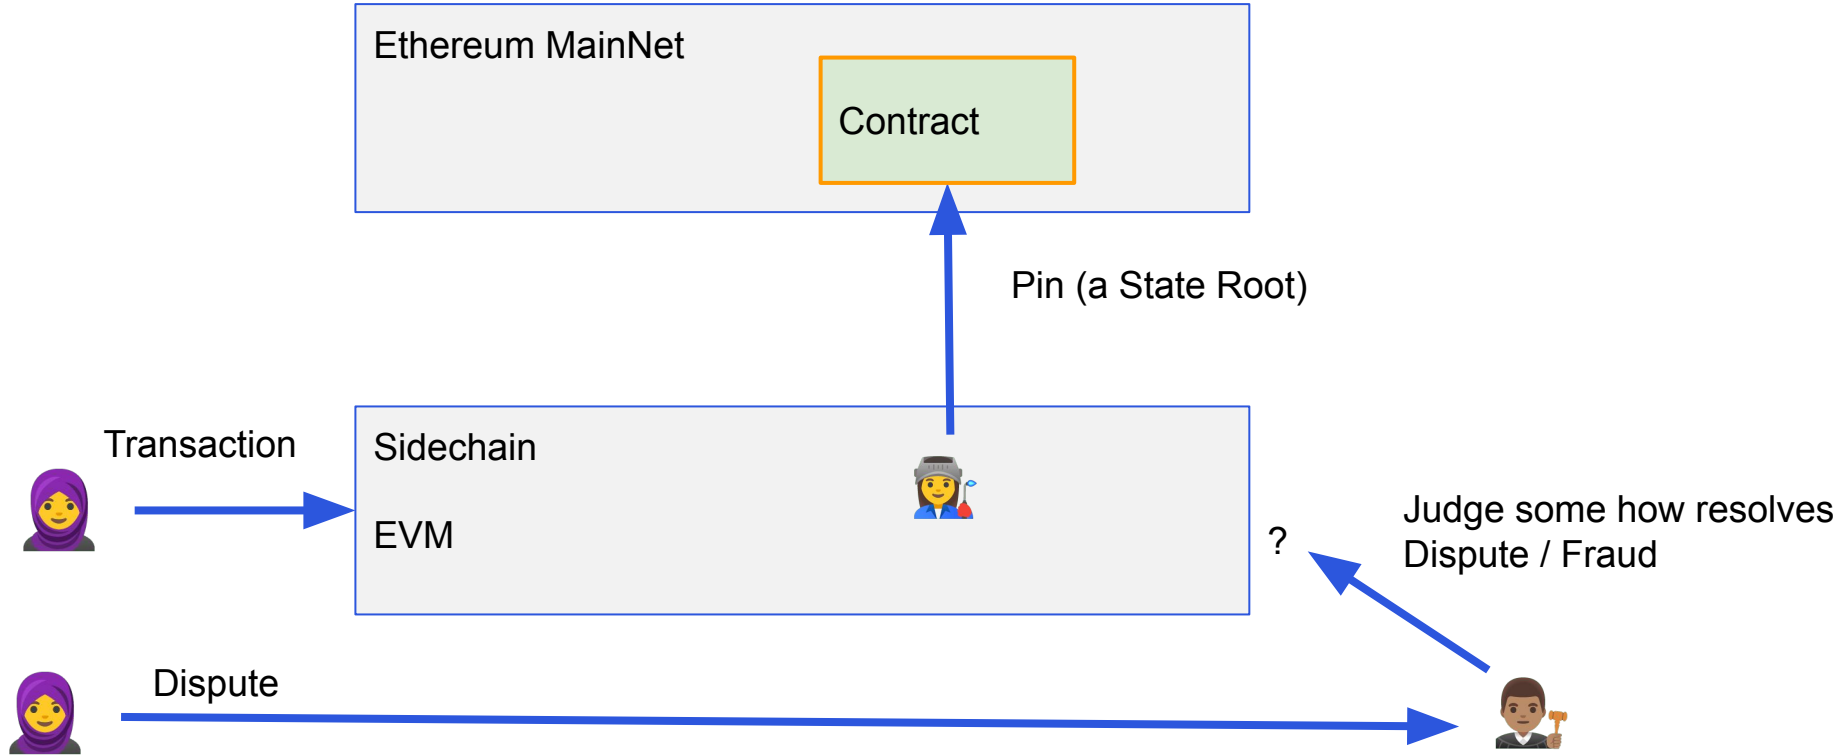 Ethereum MainNet
Contract
Pin (a State Root)
Transaction
Sidechain
EVM
?
Judge some how resolves
Dispute / Fraud
Dispute